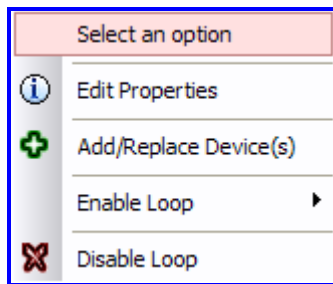 Select an option
Edit Properties
Add/Replace Device(s)
Enable Loop
Disable Loop